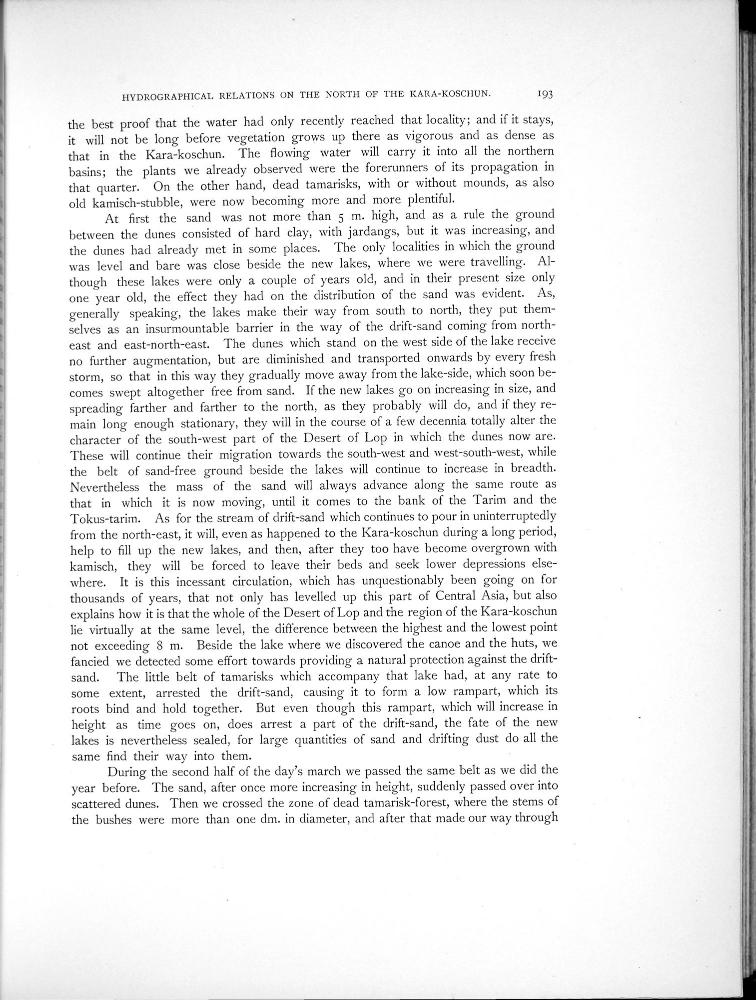 HYDROGRAPHICAL RELATIONS ON THE NORTH OF THE KARA-KOSCHUN. 193
the best proof that the water had only recently reached that locality; and if it stays,
it will not be long before vegetation grows up there as vigorous and as dense as
that in the Kara-koschun. The flowing water will carry it into all the northern
basins; the plants we already observed were the forerunners of its propagation in
that quarter. On the other hand, dead tamarisks, with or without mounds, as also
old kamisch-stubble, were now becoming more and more plentiful.
At first the sand was not more than 5 m. high, and as a rule the ground
between the dunes consisted of hard clay, with jardangs, but it was increasing, and
the dunes had already met in some places. The only localities in which the ground
was level and bare was close beside the new lakes, where we were travelling. Al-
though these lakes were only a couple of years old, and in their present size only
one year old, the effect they had on the distribution of the sand was evident. As,
generally speaking, the lakes make their way from south to north, they put them-
selves as an insurmountable barrier in the way of the drift-sand coming from north-
east and east-north-east. The dunes which stand on the west side of the lake receive
no further augmentation, but are diminished and transported onwards by every fresh
storm, so that in this way they gradually move away from the lake-side, which soon be-
comes swept altogether free from sand. If the new lakes go on increasing in size, and
spreading farther and farther to the north, as they probably will do, and if they re-
main long enough stationary, they will in the course of a few decennia totally alter the
character of the south-west part of the Desert of Lop in which the dunes now are.
These will continue their migration towards the south-west and west-south-west, while
the belt of sand-free ground beside the lakes will continue to increase in breadth.
Nevertheless the mass of the sand will always advance along the same route as
that in which it is now moving, until it comes to the bank of the Tarim and the
Tokus-tarim. As for the stream of drift-sand which continues to pour in uninterruptedly
from the north-east, it will, even as happened to the Kara-koschun during a long period,
help to fill up the new lakes, and then, after they too have become overgrown with
kamisch, they will be forced to leave their beds and seek lower depressions else-
where. It is this incessant circulation, which has unquestionably been going on for
thousands of years, that not only has levelled up this part of Central Asia, but also
explains how it is that the whole of the Desert of Lop and the region of the Kara-koschun
lie virtually at the same level, the difference between the highest and the lowest point
not exceeding 8 m. Beside the lake where we discovered the canoe and the huts, we
fancied we detected some effort towards providing a natural protection against the drift-
sand. The little belt of tamarisks which accompany that lake had, at any rate to
some extent, arrested the drift-sand, causing it to form a low rampart, which its
roots bind and hold together. But even though this rampart, which will increase in
height as time goes on, does arrest a part of the drift-sand, the fate of the new
lakes is nevertheless sealed, for large quantities of sand and drifting dust do all the
same find their way into them.
During the second half of the day's march we passed the same belt as we did the
year before. The sand, after once more increasing in height, suddenly passed over into
scattered dunes. Then we crossed the zone of dead tamarisk-forest, where the stems of
the bushes were more than one dm. in diameter, and after that made our way through